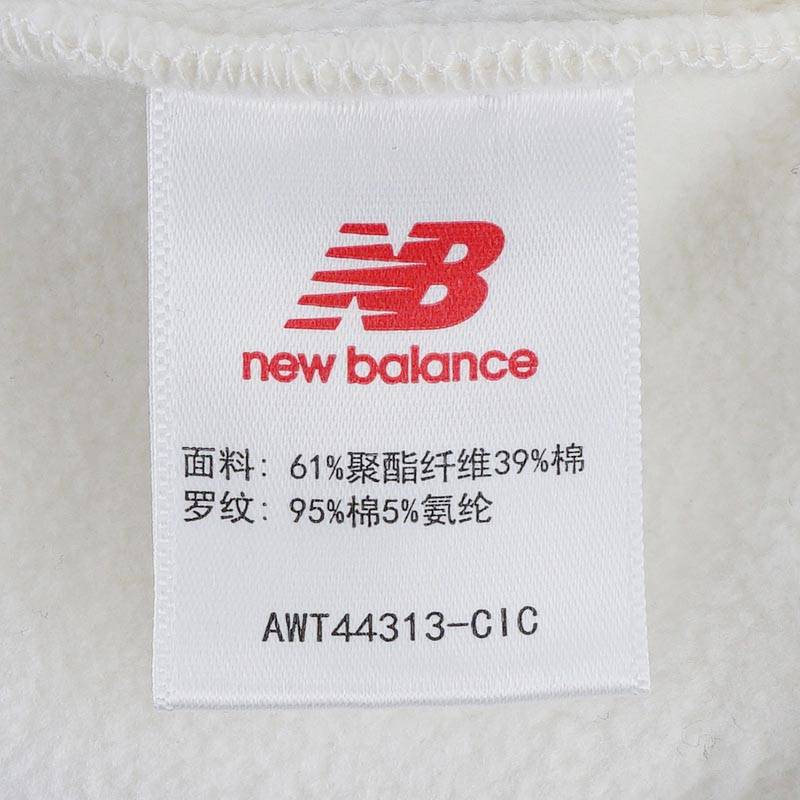 NB
new balance
面料：61%聚酯纤维39%棉
罗纹：95%棉5%氨纶
AWT44313-CIC